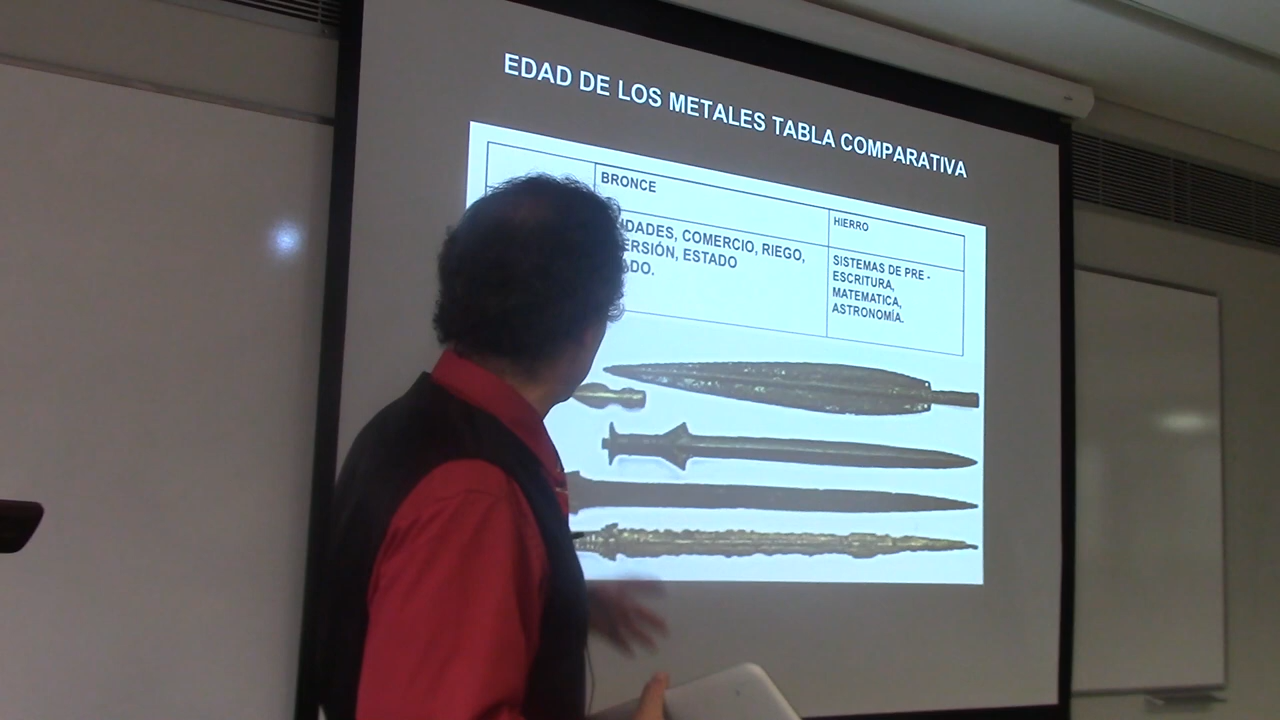 EDAD DE LOS METALES TABLA COMPARATIVA
BRONCE
COMERCIO, RIEGO,
ESTADO
HIERRO
SISTEMAS DE PRE -
ESCRITURA,
MATEMATICA,
ASTRONOMÍA.